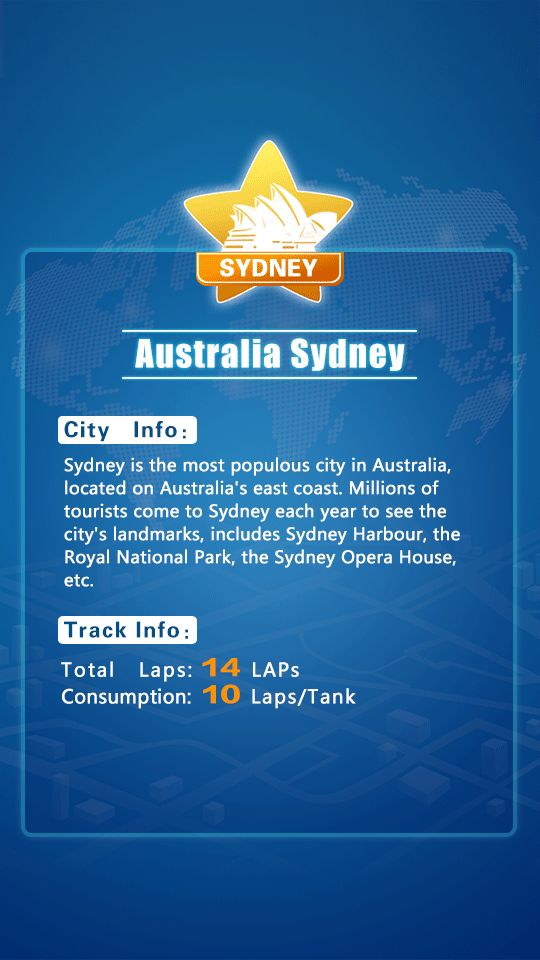 SYDNEY
Australia Sydney
City Info:
Sydney is the most populous city in Australia,
located on Australia's east coast. Millions of
tourists come to Sydney each year to see the
city's landmarks, includes Sydney Harbour, the
Royal National Park, the Sydney Opera House,
etc.
Track Info:
Total Laps: 14 LAPs
Consumption: 10 Laps/Tank